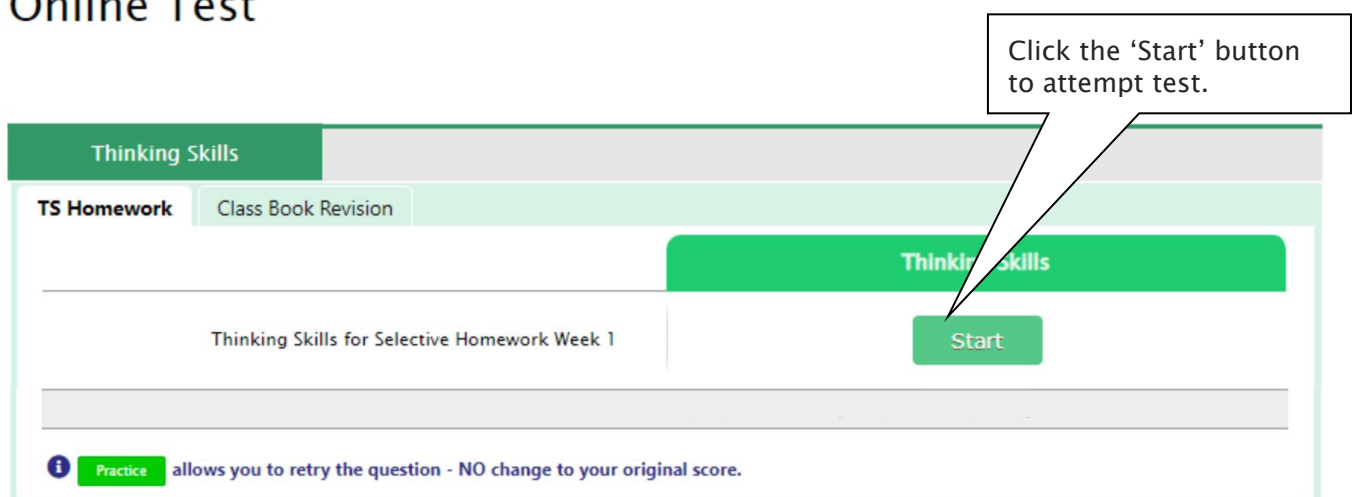 Online Test
Click the ‘Start’ button
to attempt test.
Thinking Skills
TS Homework Class Book Revision
Thinking Skills
Thinking Skills for Selective Homework Week 1
Start
Practice allows you to retry the question - NO change to your original score.